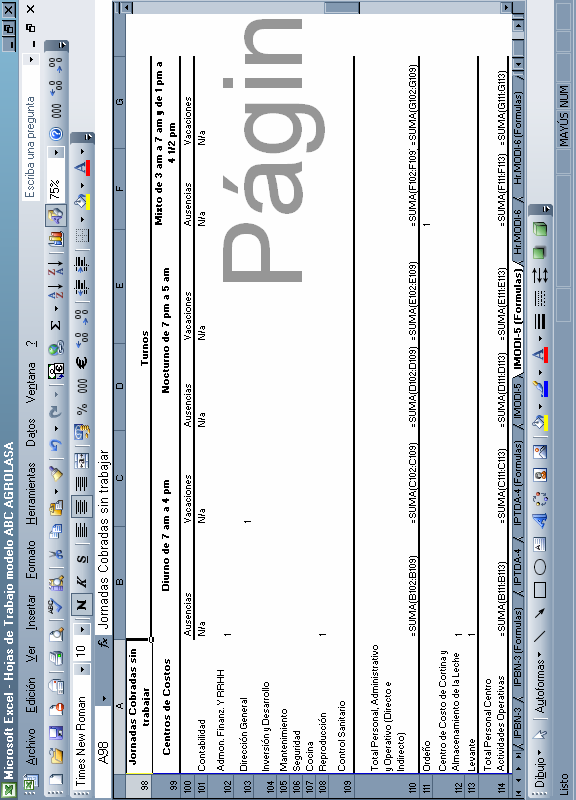 Microsoft Excel - Hojas de Trabajo modelo ABC AGROLASA
Archivo Edición Ver Insertar Formato Herramientas Datos Ventana ?
Escriba una pregunta
75%
Times New Roman 10 N K S % 000 €
A98 fx Jornadas Cobradas sin trabajar
A B C D E F G
98 Jornadas Cobradas sin trabajar Turnos
99 Centros de Costos Diurno de 7 am a 4 pm Nocturno de 7 pm a 5 am Mixto de 3 am a 7 am y de 1 pm a 4 1/2 pm
100 Ausencias Vacaciones Ausencias Vacaciones Ausencias Vacaciones
101 Contabilidad N/a N/a N/a N/a N/a N/a
102 Admon. Finanz. Y RRHH 1
103 Dirección General 1
104 Inversión y Desarrollo
105 Mantenimiento
106 Seguridad
107 Cocina
108 Reproducción 1
109 Control Sanitario
110 Total Personal, Administrativo y Operativo (Directo e Indirecto) =SUMA(B102:B109) =SUMA(C102:C109) =SUMA(D102:D109) =SUMA(E102:E109) =SUMA(F102:F109) =SUMA(G102:G109)
111 Ordeño 1
112 Centro de Costo de Cortina y Almacenamiento de la Leche 1
113 Levante 1
114 Total Personal Centro Actividades Operativas =SUMA(B111:B113) =SUMA(C111:C113) =SUMA(D111:D113) =SUMA(E111:E113) =SUMA(F111:F113) =SUMA(G111:G113)
Págin
IPBN-3 IPBN-3 (Formulas) IPTDA-4 IPTDA-4 (Formulas) IMODI-5 IMODI-5 (Formulas) Hr.MODI-6 Hr.MODI-6 (Formulas)
Dibujo Autoformas
Listo MAYÚS NUM